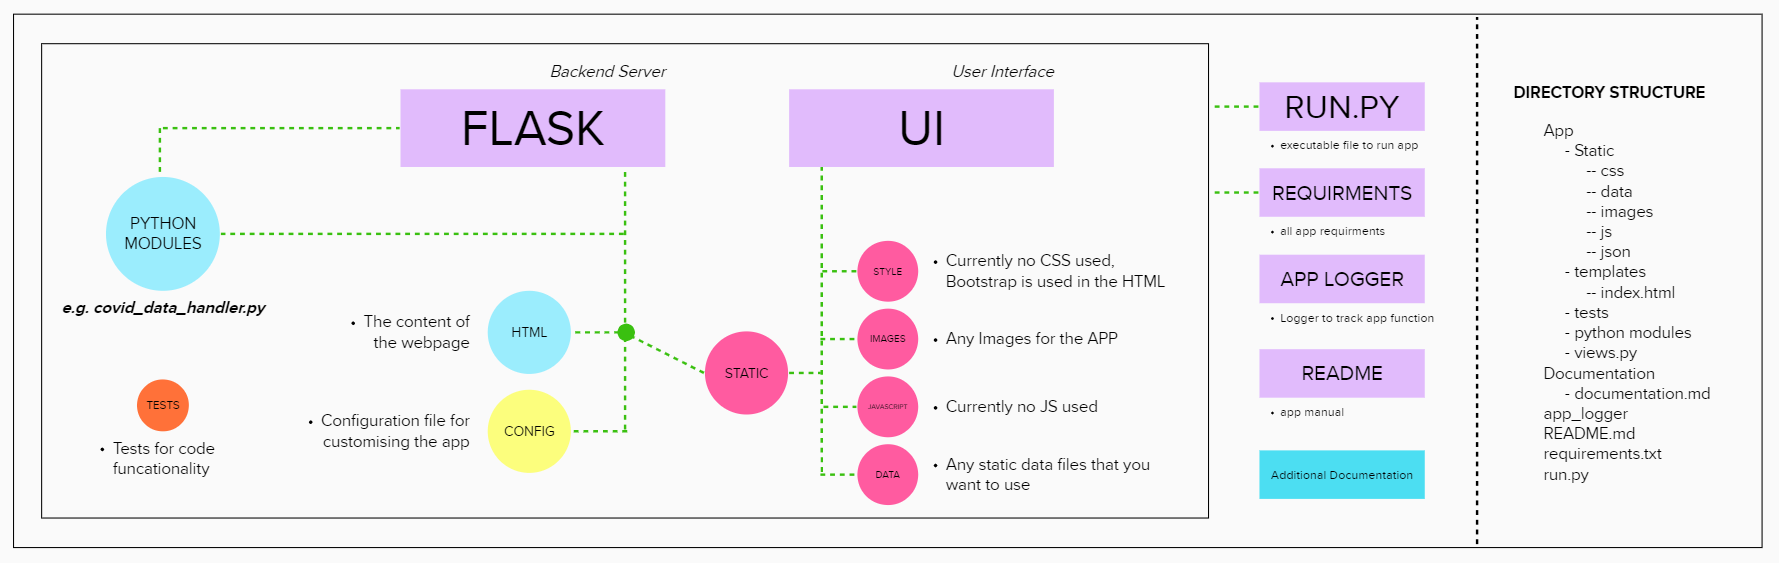 Backend Server
FLASK
User Interface
UI
PYTHON
MODULES
e.g. covid_data_handler.py
• The content of
the webpage
HTML
TESTS
• Tests for code
funcationality
• Configuration file for
customising the app
CONFIG
STATIC
STYLE
• Currently no CSS used,
Bootstrap is used in the HTML
IMAGES
• Any Images for the APP
JAVASCRIPT
• Currently no JS used
DATA
• Any static data files that you
want to use
RUN.PY
• executable file to run app
REQUIRMENTS
• all app requirments
APP LOGGER
• Logger to track app function
README
• app manual
Additional Documentation
DIRECTORY STRUCTURE
App
- Static
-- css
-- data
-- images
-- js
-- json
- templates
-- index.html
- tests
- python modules
- views.py
Documentation
- documentation.md
app_logger
README.md
requirements.txt
run.py